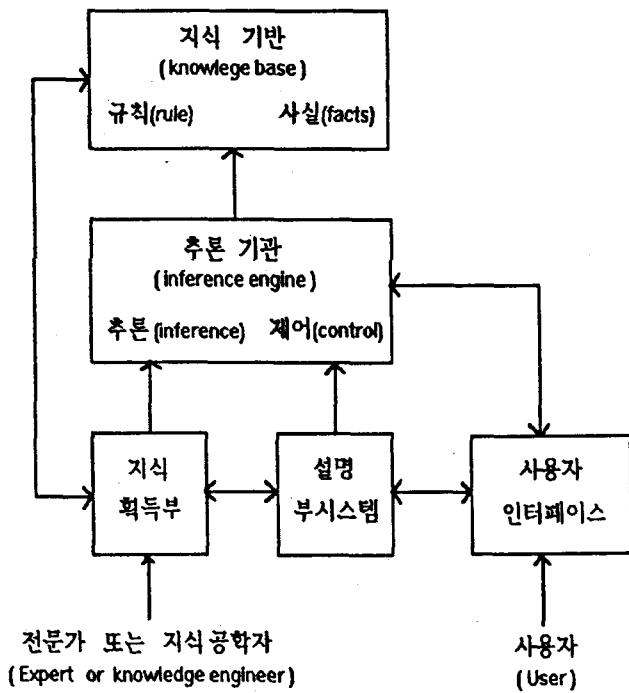 지식 기반
(knowlege base)
규칙(rule) 사실(facts)
추론 기관
(inference engine)
추론(inference) 제어(control)
지식
획득부
설명
부시스템
사용자
인터페이스
전문가 또는 지식공학자
(Expert or knowledge engineer)
사용자
(User)